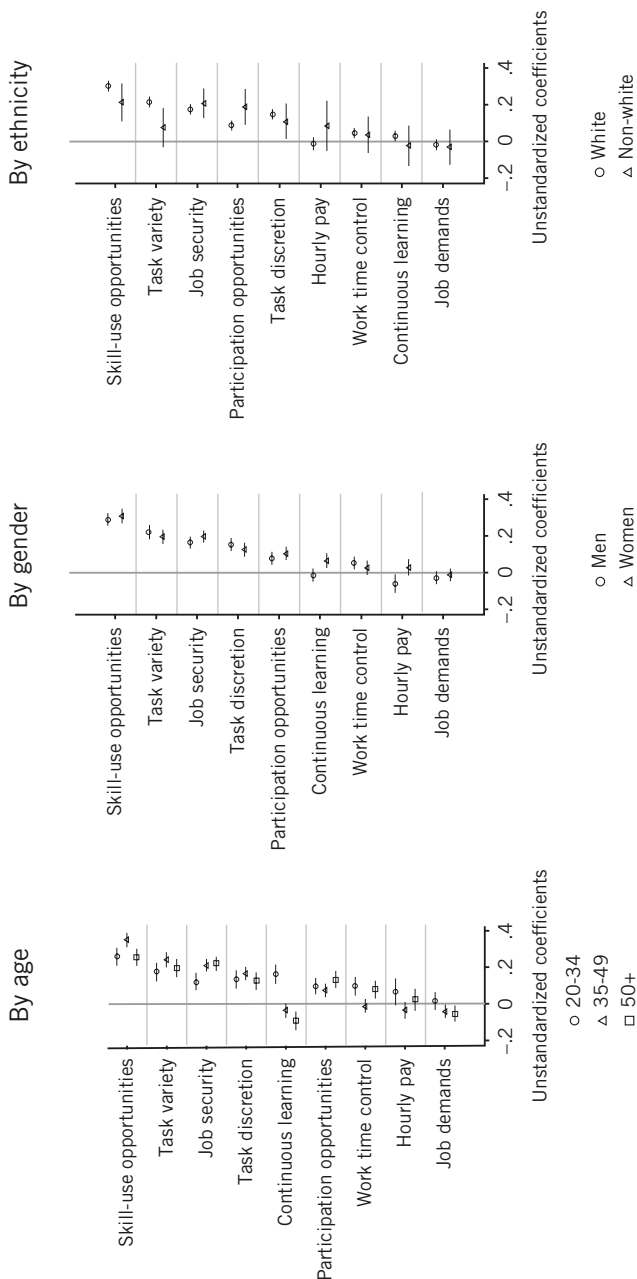 By age
Skill-use opportunities
Task variety
Job security
Task discretion
Continuous learning
Participation opportunities
Work time control
Hourly pay
Job demands
–.2 0 .2 .4
Unstandardized coefficients
20-34
35-49
50+
By gender
Skill-use opportunities
Task variety
Job security
Task discretion
Participation opportunities
Continuous learning
Work time control
Hourly pay
Job demands
–.2 0 .2 .4
Unstandardized coefficients
Men
Women
By ethnicity
Skill-use opportunities
Task variety
Job security
Participation opportunities
Task discretion
Hourly pay
Work time control
Continuous learning
Job demands
–.2 0 .2 .4
Unstandardized coefficients
White
Non-white